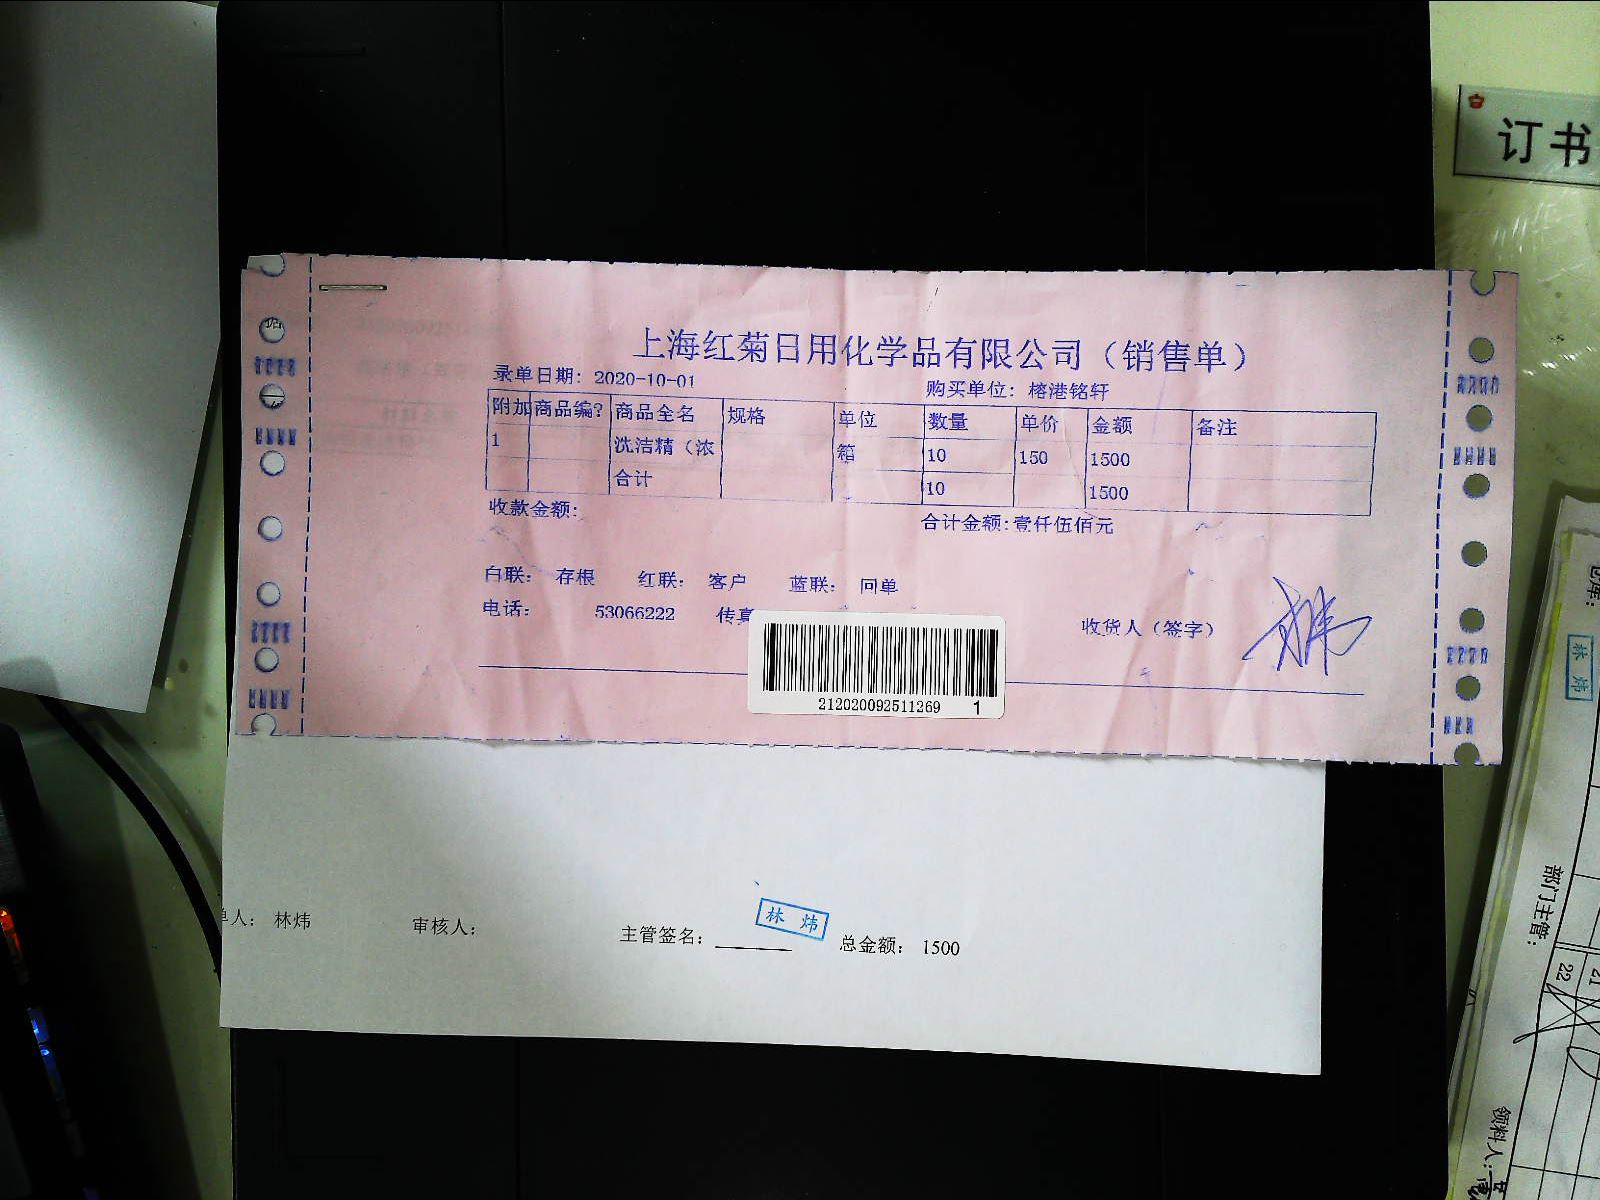 订书
上海红菊日用化学品有限公司（销售单）
录单日期: 2020-10-01
购买单位: 榕港铭轩
附加 商品编? 商品全名 规格 单位 数量 单价 金额 备注
1 洗洁精（浓 箱 10 150 1500
合计 10 1500
收款金额:
合计金额:壹仟伍佰元
白联: 存根 红联: 客户 蓝联: 回单
电话: 53066222 传真
收货人（签字）
212020092511269 1
单人: 林炜 审核人: 主管签名: 林 炜 总金额: 1500
林 炜
部门主管:
22 21
领料人: